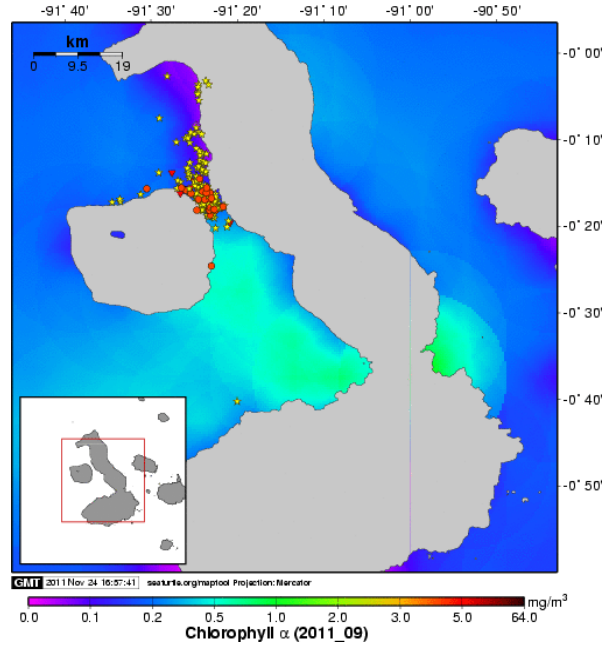 -91°40' -91°30' -91°20' -91°10' -91°00' -90°50'
km
0 9.5 19
-0°00'
-0°10'
-0°20'
-0°30'
-0°40'
-0°50'
GMT 2011 Nov 24 16:57:41 seaturtle.org/maptool Projection: Mercator
0.0 0.1 0.2 0.5 1.0 2.0 3.0 5.0 64.0 mg/m³
Chlorophyll α (2011_09)